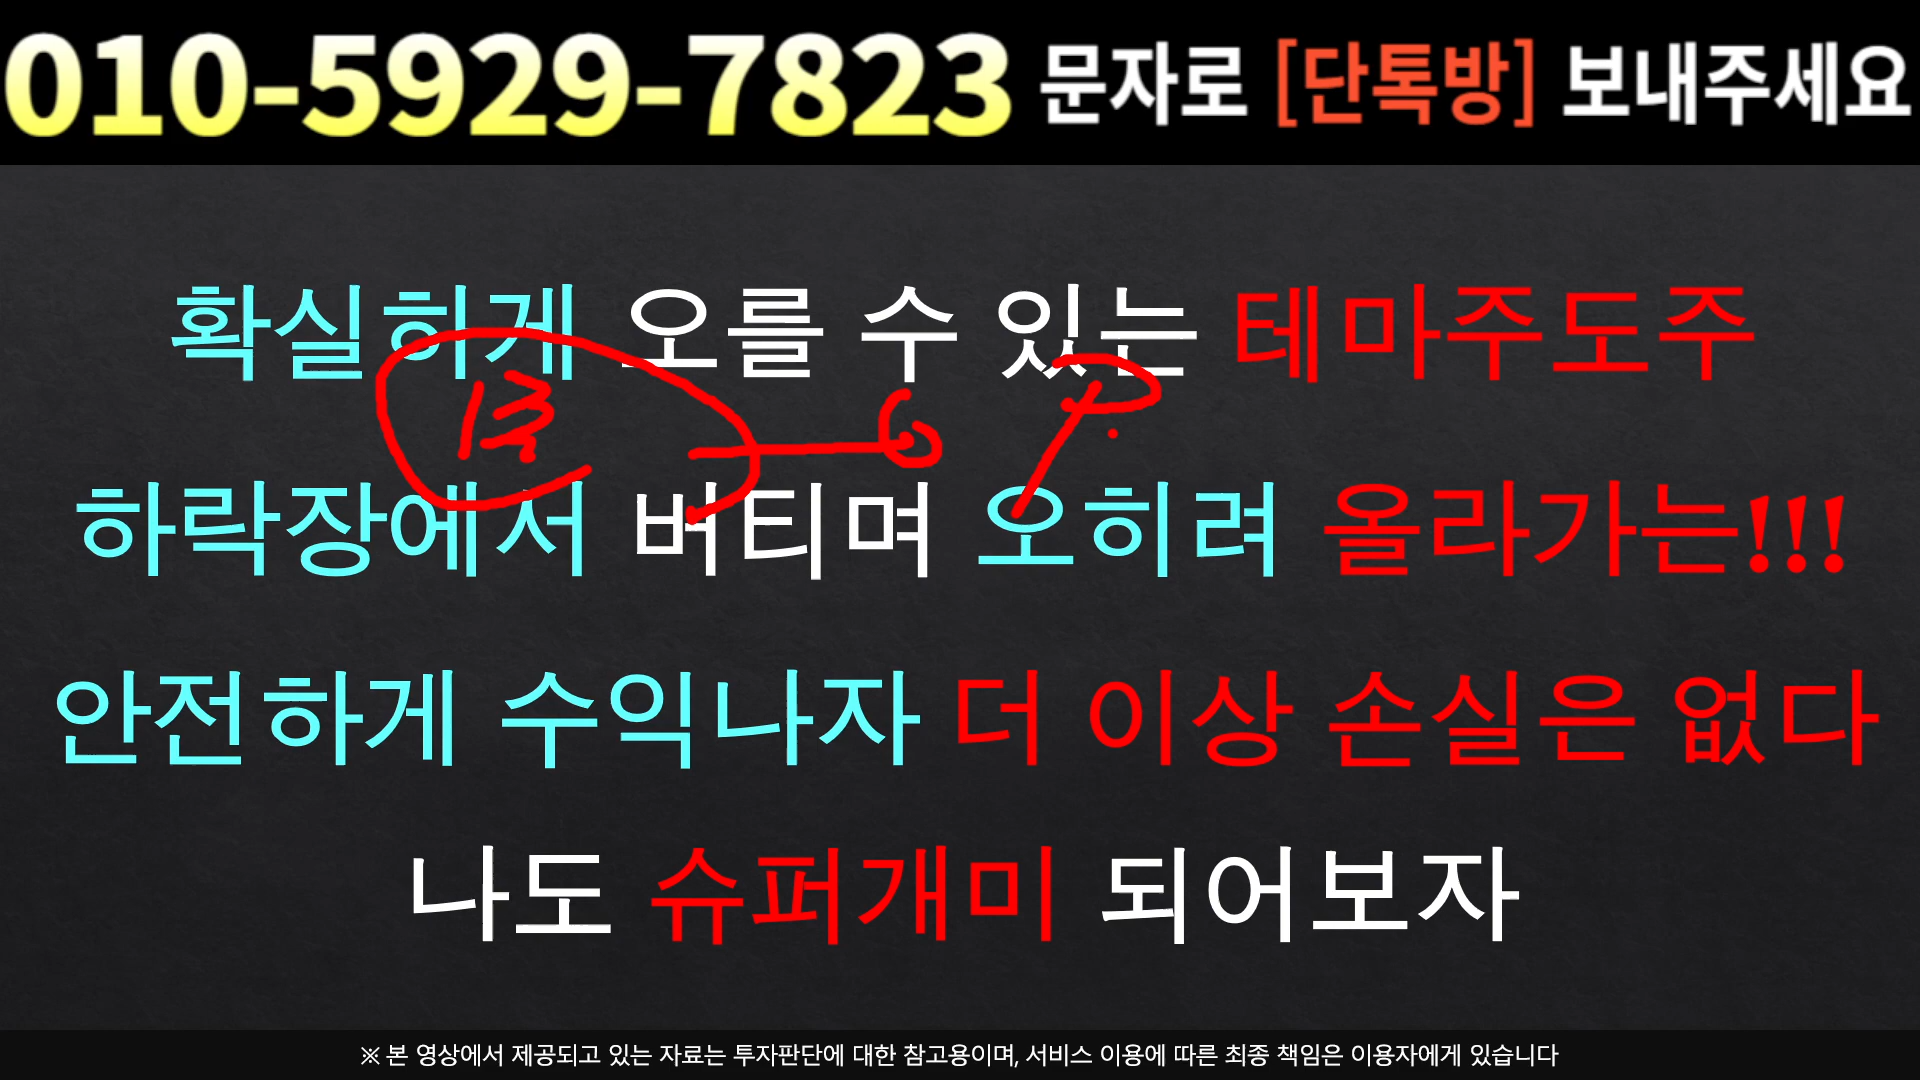 010-5929-7823 문자로 [단톡방] 보내주세요
확실하게 오를 수 있는 테마주도주
하락장에서 버티며 오히려 올라가는!!!
안전하게 수익나자 더 이상 손실은 없다
나도 슈퍼개미 되어보자
※ 본 영상에서 제공되고 있는 자료는 투자판단에 대한 참고용이며, 서비스 이용에 따른 최종 책임은 이용자에게 있습니다